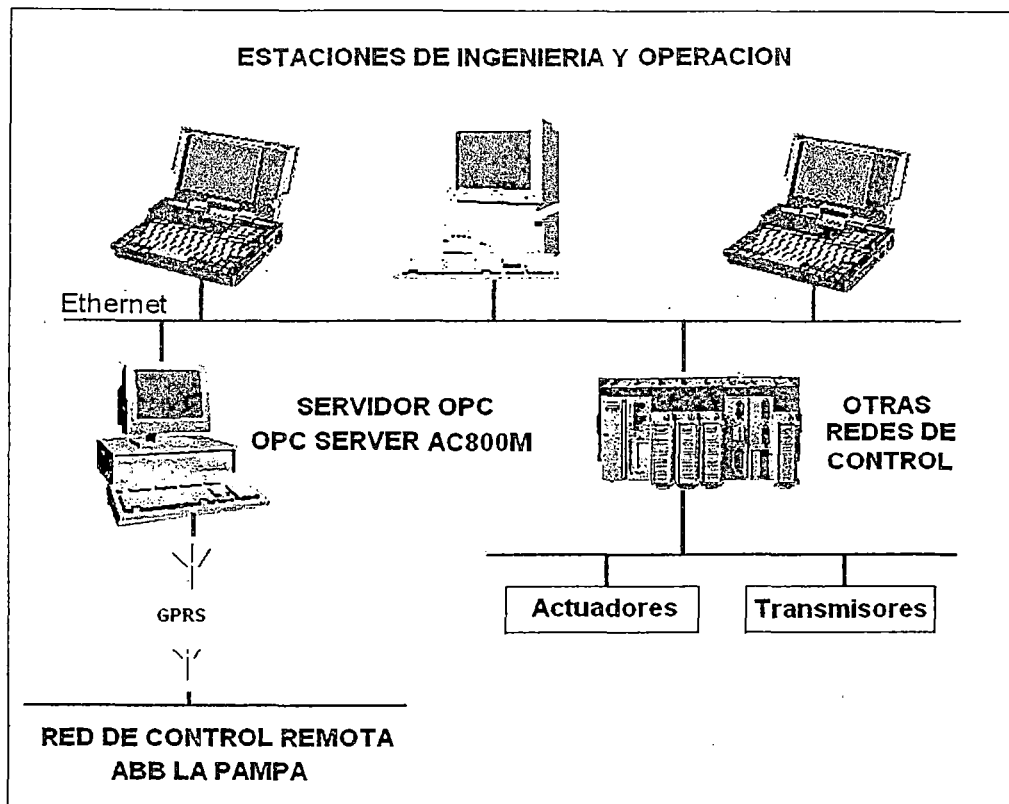 ESTACIONES DE INGENIERIA Y OPERACION
Ethernet
SERVIDOR OPC
OPC SERVER AC800M
OTRAS
REDES DE
CONTROL
GPRS
Actuadores
Transmisores
RED DE CONTROL REMOTA
ABB LA PAMPA